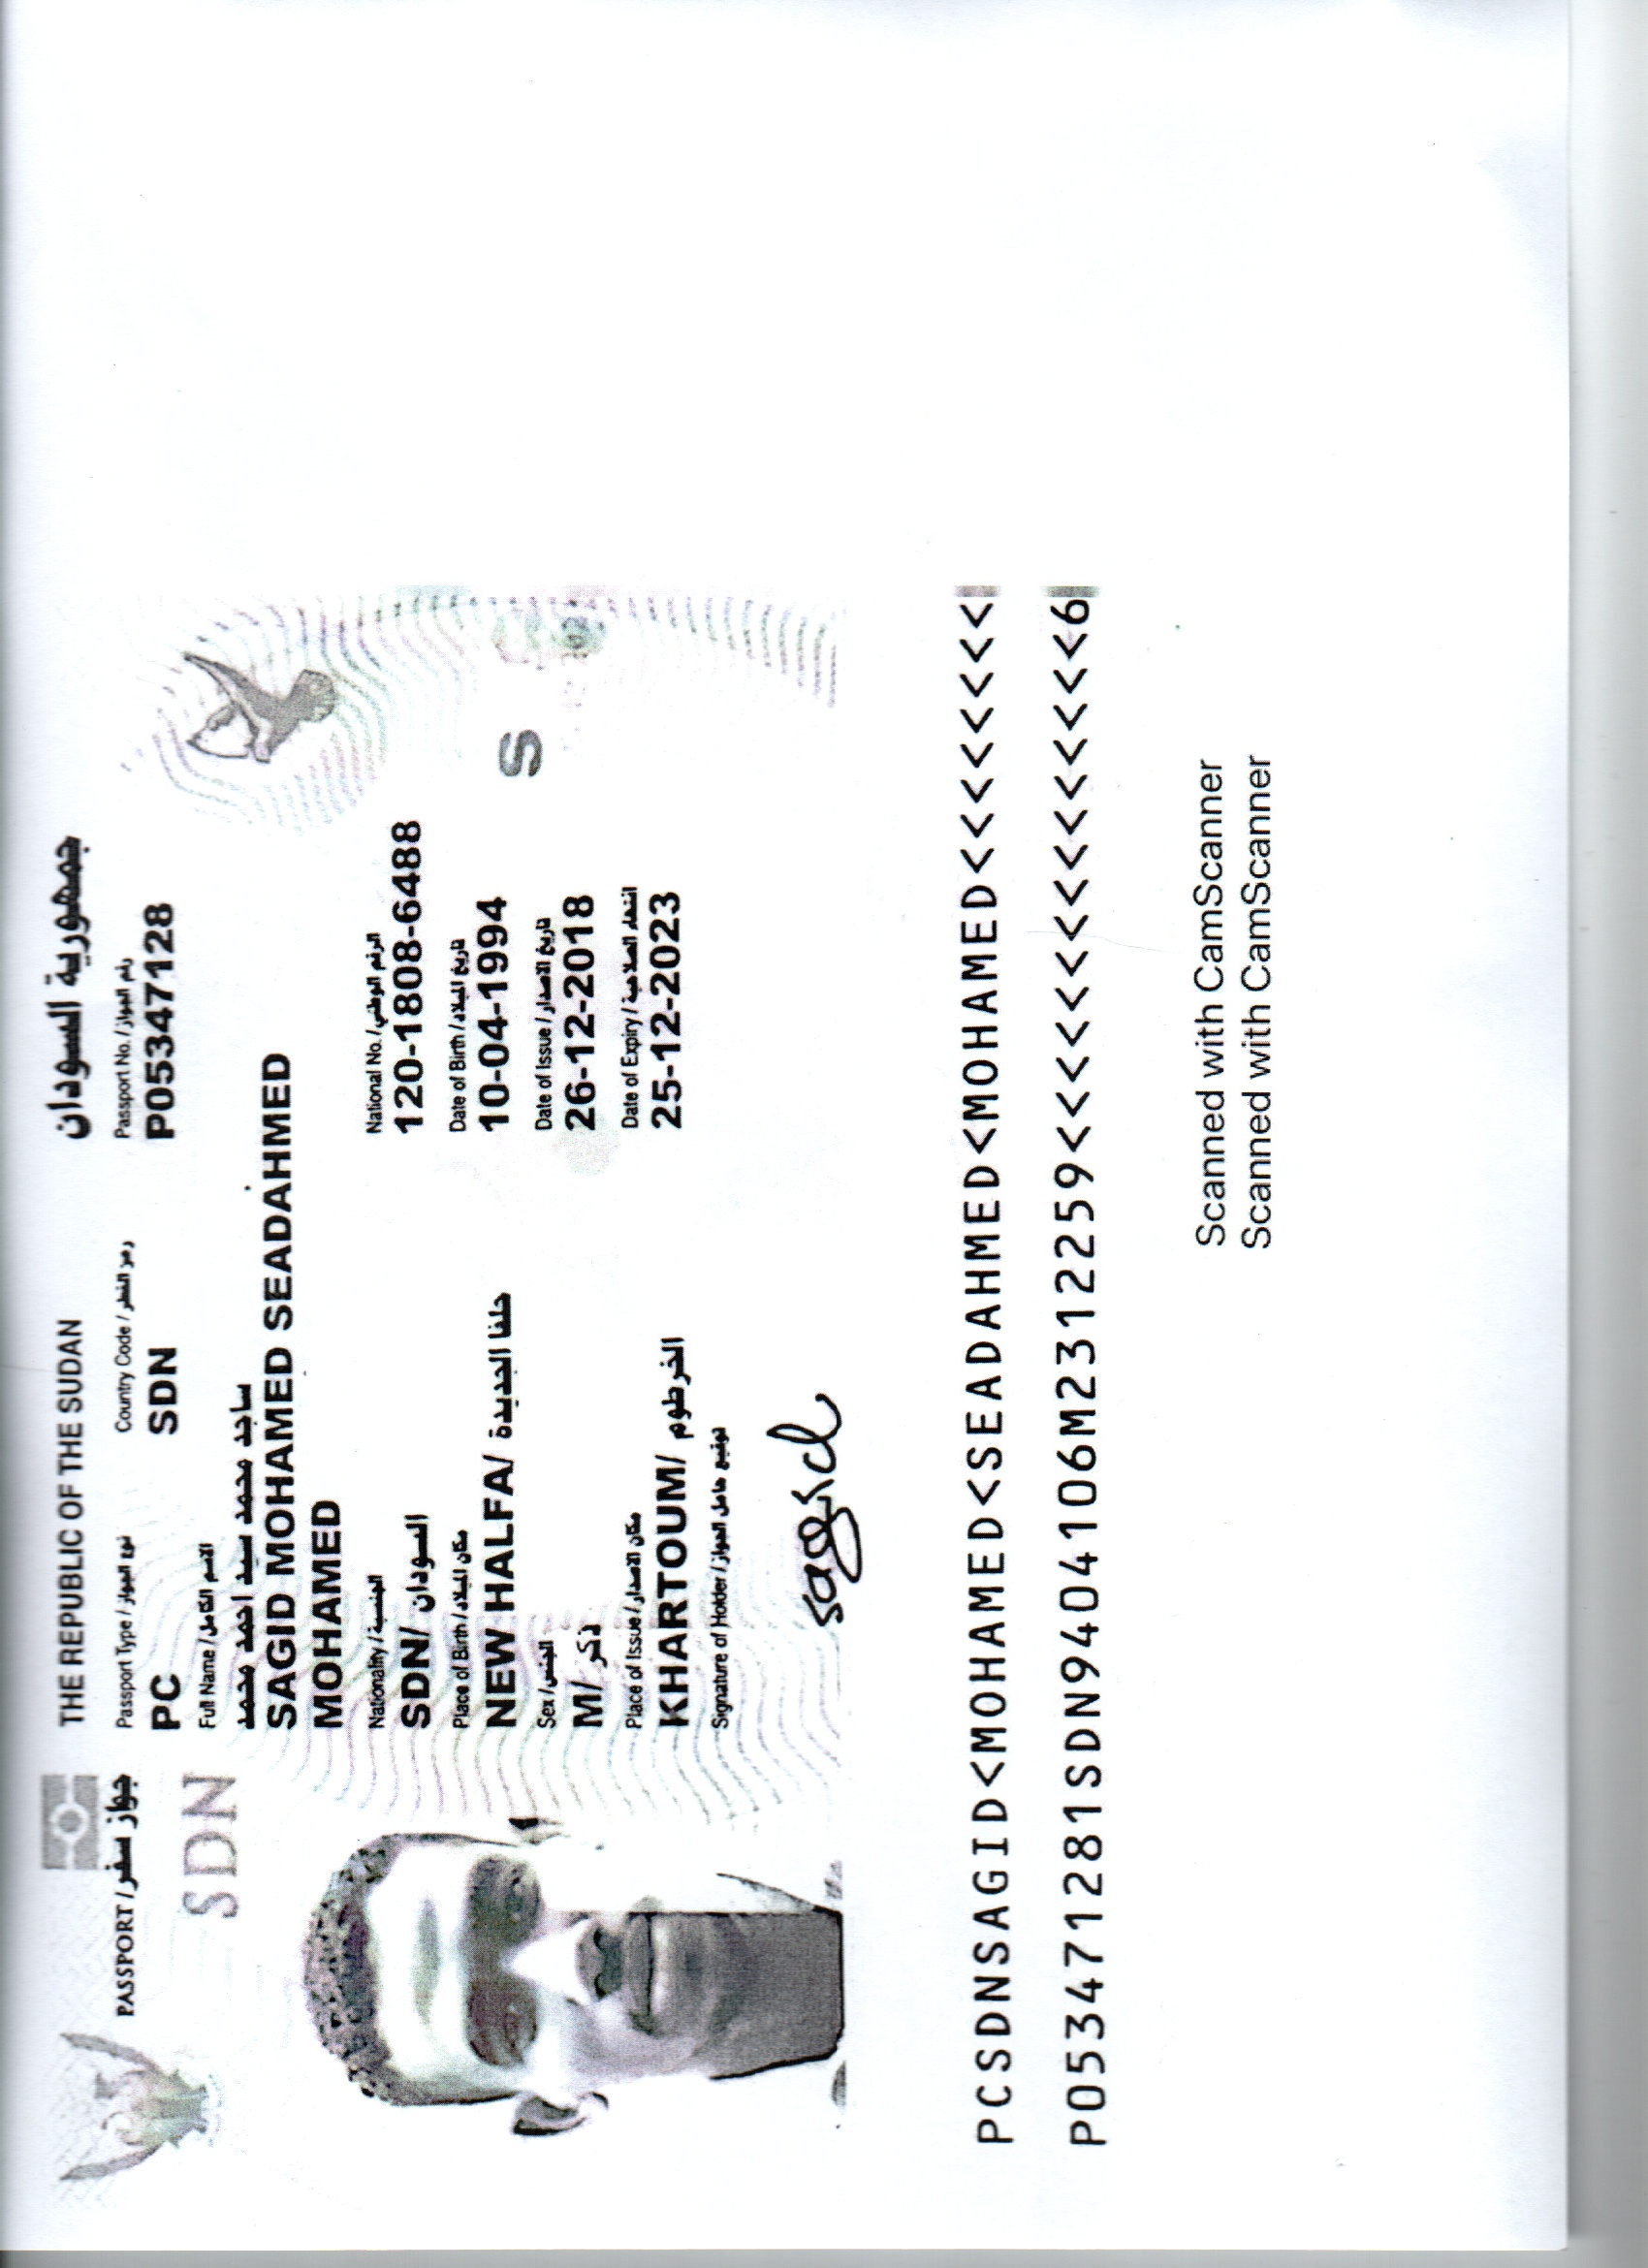 THE REPUBLIC OF THE SUDAN جمهورية السودان
PASSPORT / جواز سفر
Passport Type / نوع الجواز Country Code / رمز القطر Passport No. / رقم الجواز
PC SDN P05347128
SDN
Full Name / الاسم الكامل
ساجد محمد سيد احمد محمد
SAGID MOHAMED SEADAHMED
MOHAMED
Nationality / الجنسية National No. / الرقم الوطني
SDN/ السودان 120-1808-6488
Place of Birth / مكان الميلاد Date of Birth / تاريخ الميلاد
NEW HALFA/ حلفا الجديدة 10-04-1994
S
Sex / الجنس Date of Issue / تاريخ الاصدار
M/ ذكر 26-12-2018
Place of Issue / مكان الاصدار Date of Expiry / انتهاء الصلاحية
KHARTOUM/ الخرطوم 25-12-2023
Signature of Holder / توقيع حامل الجواز
sagid
PCSDNSAGID<MOHAMED<SEADAHMED<MOHAMED<<<<<<<<
P053471281SDN9404106M2312259<<<<<<<<<<<<<<<6
Scanned with CamScanner
Scanned with CamScanner